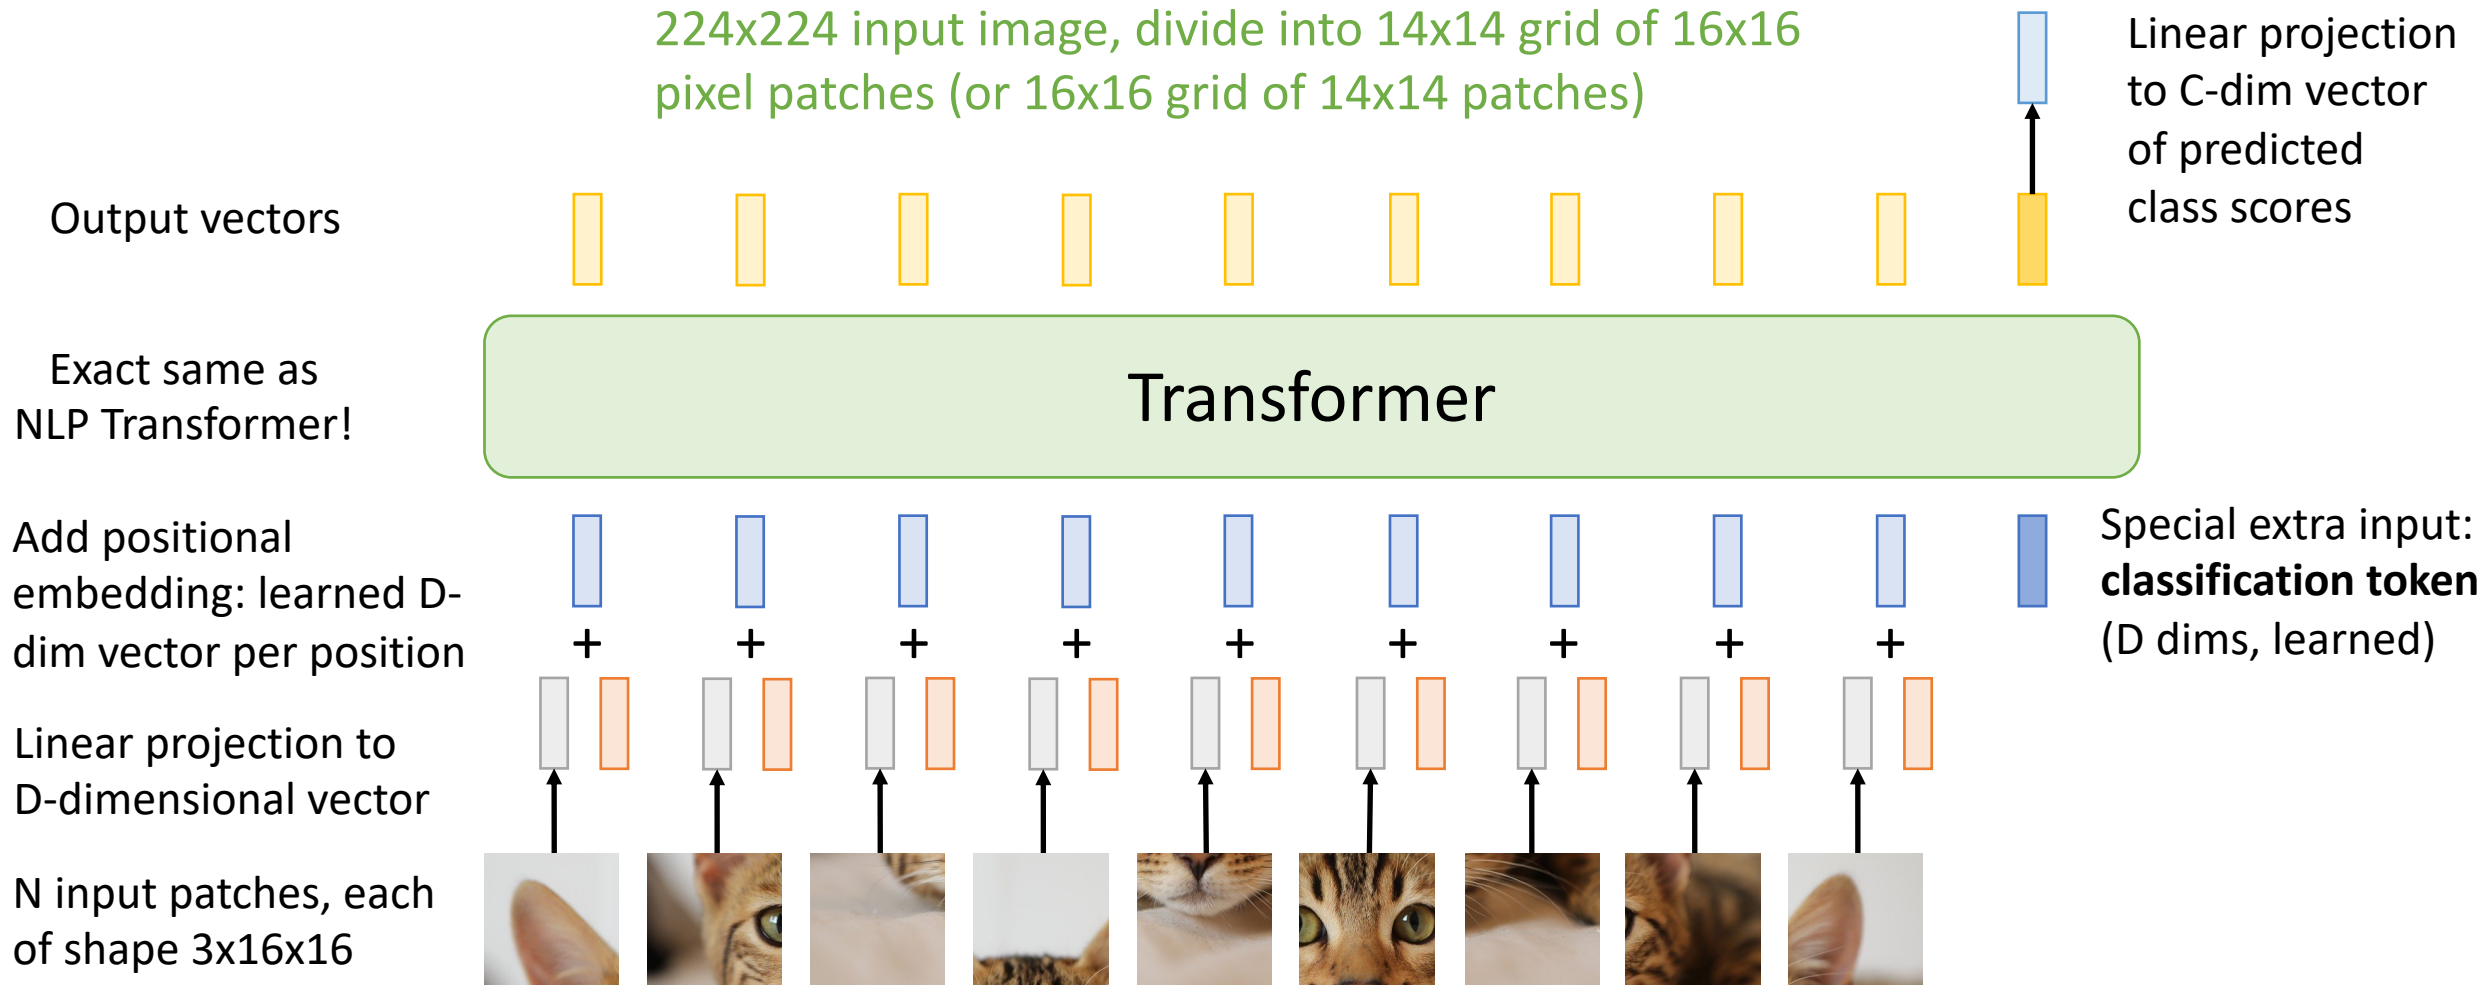 224x224 input image, divide into 14x14 grid of 16x16
pixel patches (or 16x16 grid of 14x14 patches)
Linear projection
to C-dim vector
of predicted
class scores
Output vectors
Exact same as
NLP Transformer!
Transformer
Add positional
embedding: learned D-
dim vector per position
Special extra input:
classification token
(D dims, learned)
+ + + + + + + + +
Linear projection to
D-dimensional vector
N input patches, each
of shape 3x16x16